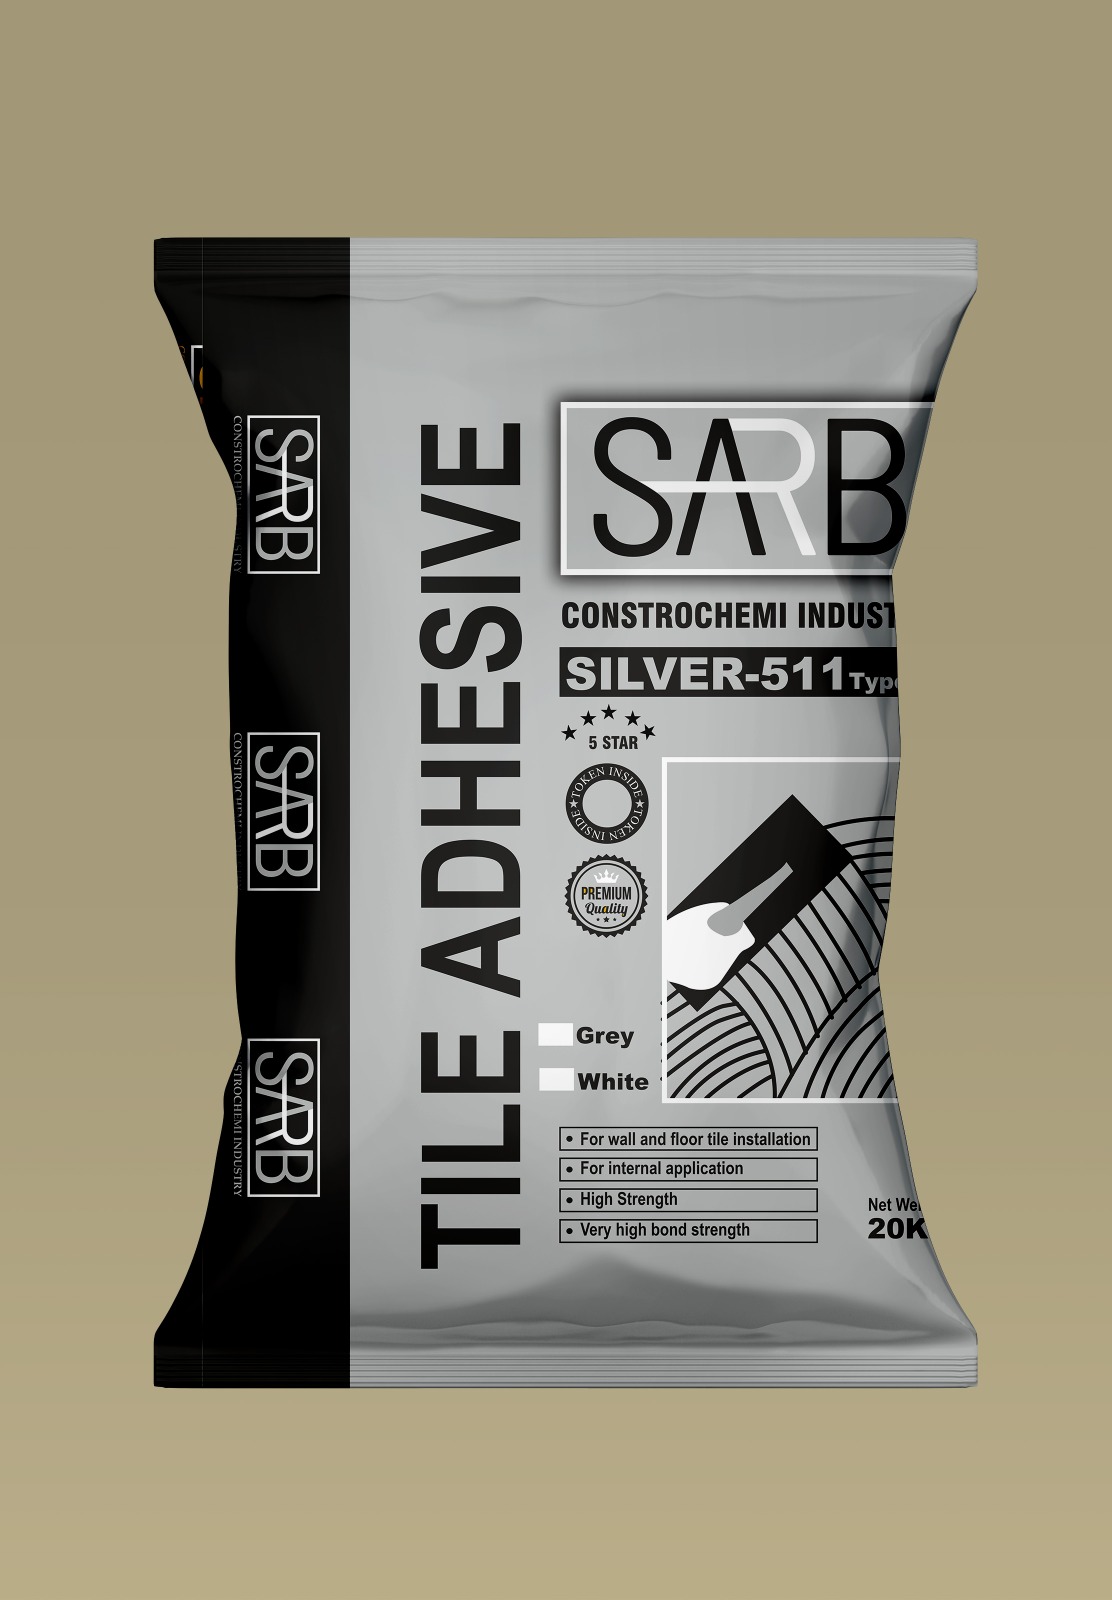 SARB
CONSTROCHEMI INDUSTRY
SARB
SARB
STROCHEMI INDUSTRY
SARB
TILE ADHESIVE
SARB
CONSTROCHEMI INDUST
SILVER-511 Type
5 STAR
TOKEN INSIDE ★ TOKEN INSIDE ★
PREMIUM
Quality
Grey
White
• For wall and floor tile installation
• For internal application
• High Strength
• Very high bond strength
Net We
20K